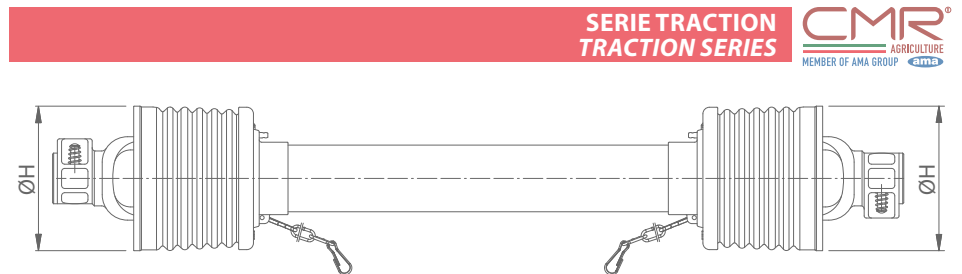 SERIE TRACTION
TRACTION SERIES
CMR®
AGRICULTURE
MEMBER OF AMA GROUP ama
ØH
ØH